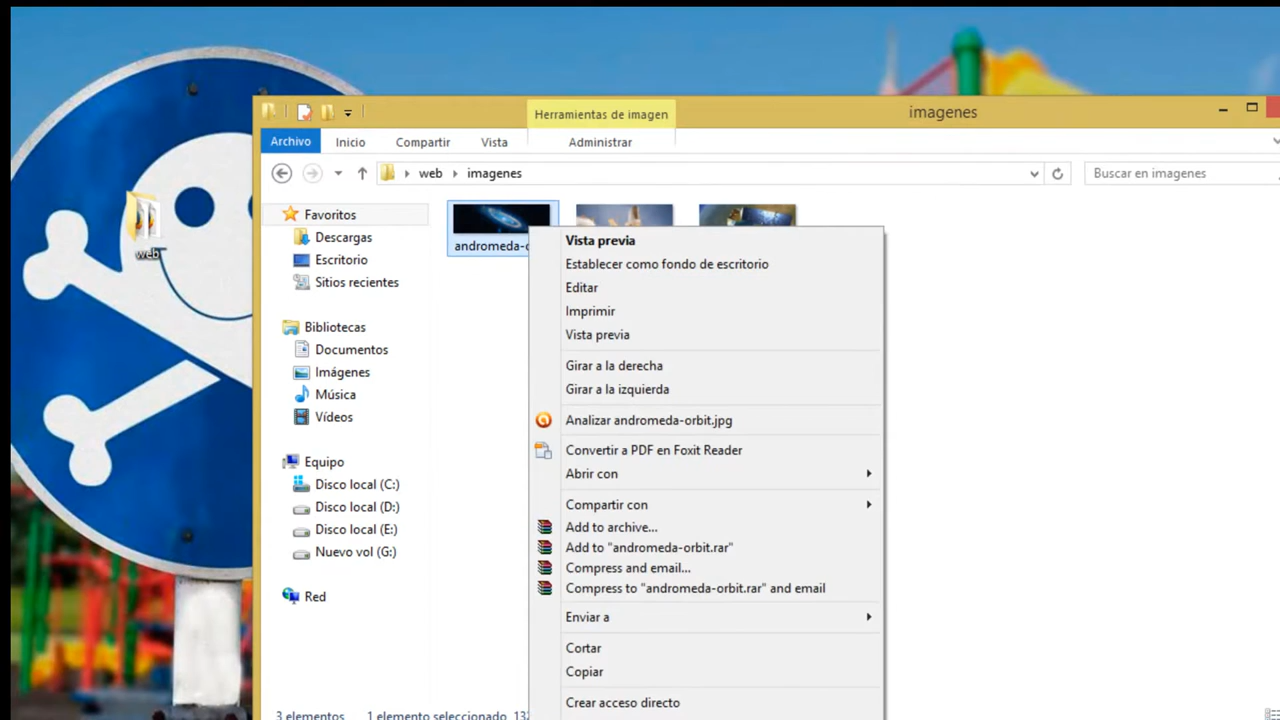 Herramientas de imagen
imagenes
Archivo
Inicio
Compartir
Vista
Administrar
web
imagenes
Buscar en imagenes
web
Favoritos
Descargas
Escritorio
Sitios recientes
Bibliotecas
Documentos
Imágenes
Música
Vídeos
Equipo
Disco local (C:)
Disco local (D:)
Disco local (E:)
Nuevo vol (G:)
Red
andromeda-o
Vista previa
Establecer como fondo de escritorio
Editar
Imprimir
Vista previa
Girar a la derecha
Girar a la izquierda
Analizar andromeda-orbit.jpg
Convertir a PDF en Foxit Reader
Abrir con
Compartir con
Add to archive...
Add to "andromeda-orbit.rar"
Compress and email...
Compress to "andromeda-orbit.rar" and email
Enviar a
Cortar
Copiar
Crear acceso directo
3 elementos
1 elemento seleccionado